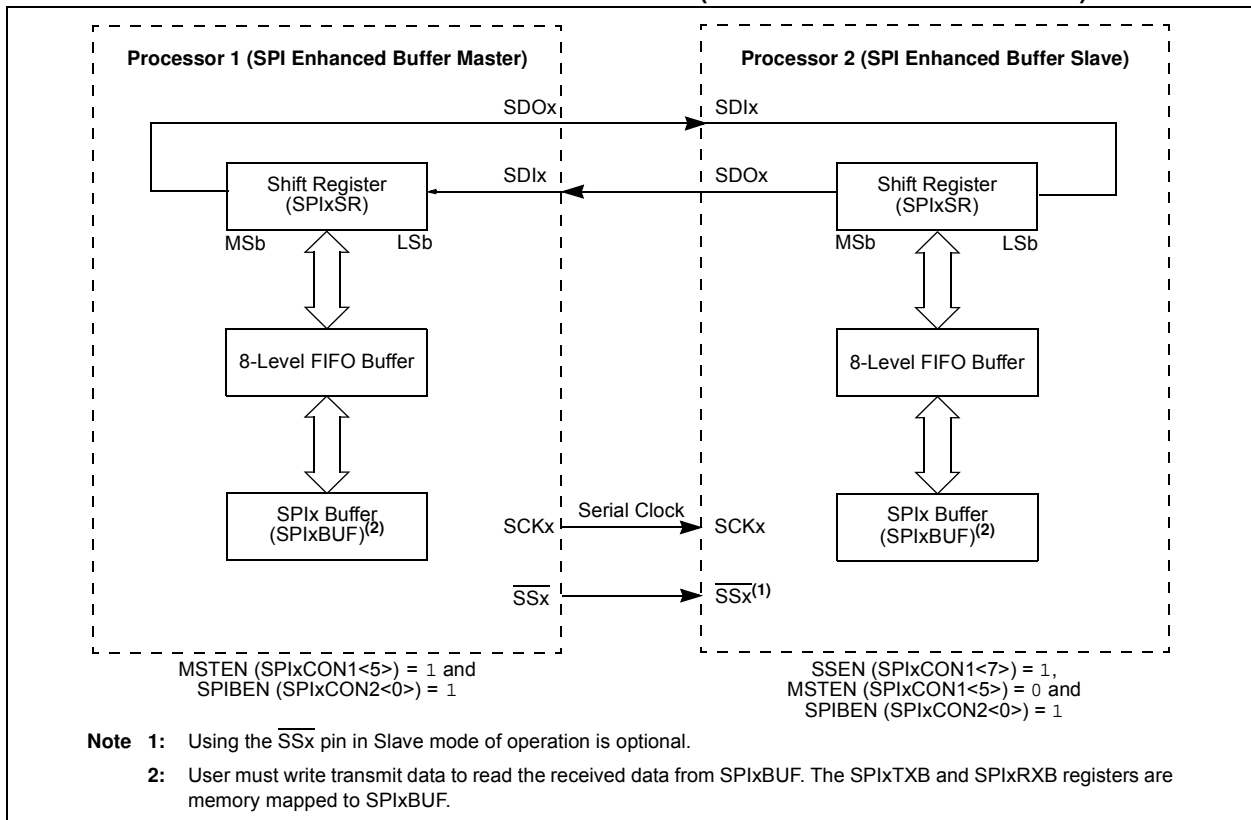 Processor 1 (SPI Enhanced Buffer Master)
Processor 2 (SPI Enhanced Buffer Slave)
SDOx
SDIx
SDIx
SDOx
Shift Register
(SPIxSR)
MSb
LSb
Shift Register
(SPIxSR)
MSb
LSb
8-Level FIFO Buffer
8-Level FIFO Buffer
SPIx Buffer
(SPIxBUF)(2)
SCKx
Serial Clock
SCKx
SPIx Buffer
(SPIxBUF)(2)
SSx
SSx(1)
MSTEN (SPIxCON1<5>) = 1 and
SPIBEN (SPIxCON2<0>) = 1
SSEN (SPIxCON1<7>) = 1,
MSTEN (SPIxCON1<5>) = 0 and
SPIBEN (SPIxCON2<0>) = 1
Note 1: Using the SSx pin in Slave mode of operation is optional.
2: User must write transmit data to read the received data from SPIxBUF. The SPIxTXB and SPIxRXB registers are
memory mapped to SPIxBUF.